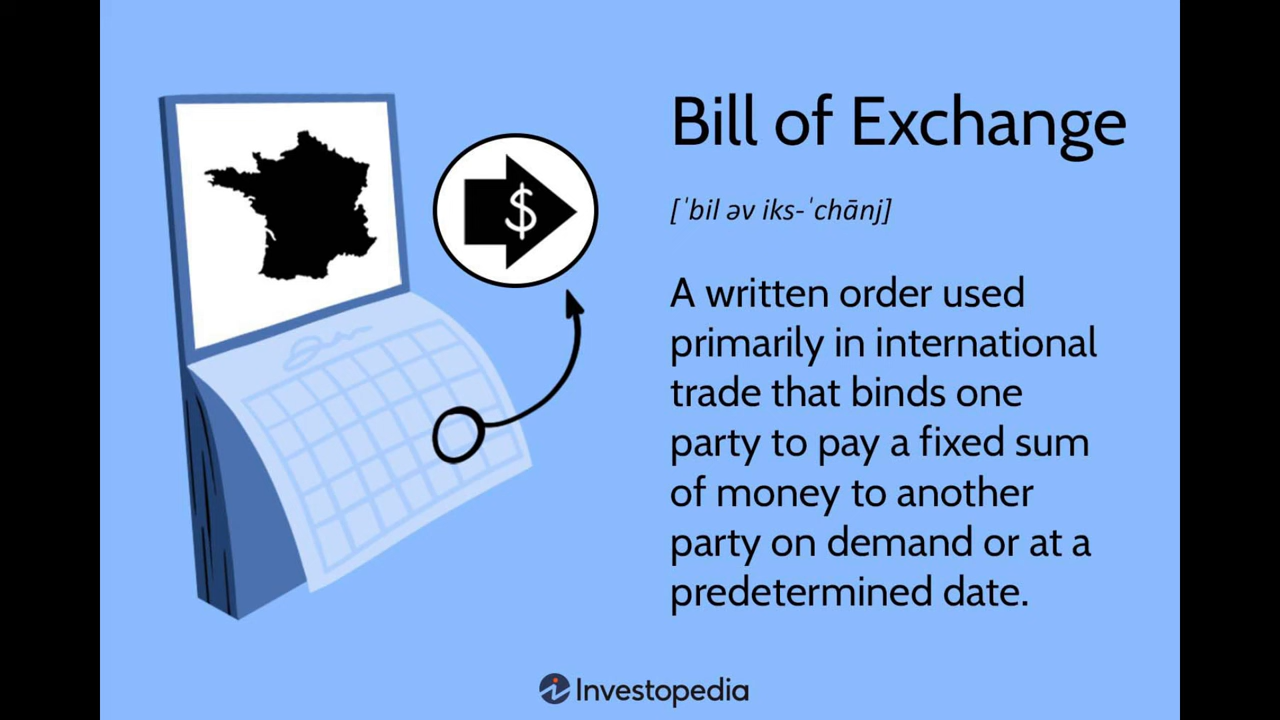 Bill of Exchange
[ˈbil əv iks-ˈchānj]
A written order used
primarily in international
trade that binds one
party to pay a fixed sum
of money to another
party on demand or at a
predetermined date.
$
Investopedia